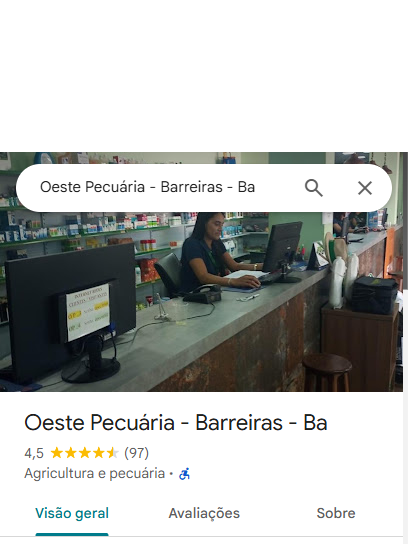 Oeste Pecuária - Barreiras - Ba
Oeste Pecuária - Barreiras - Ba
4,5 (97)
Agricultura e pecuária ·
Visão geral
Avaliações
Sobre